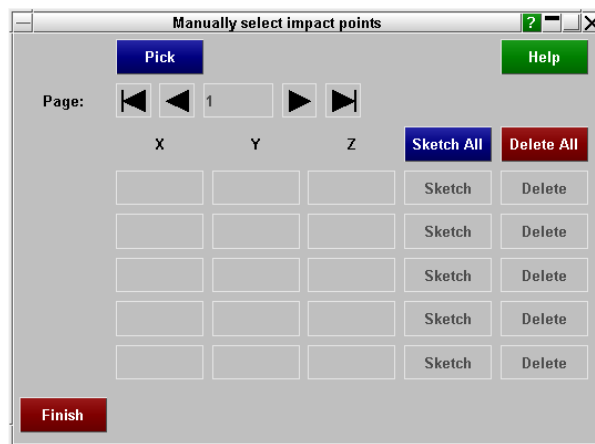 Manually select impact points ?
Pick Help
Page: 1
X Y Z Sketch All Delete All
Sketch Delete
Sketch Delete
Sketch Delete
Sketch Delete
Sketch Delete
Finish